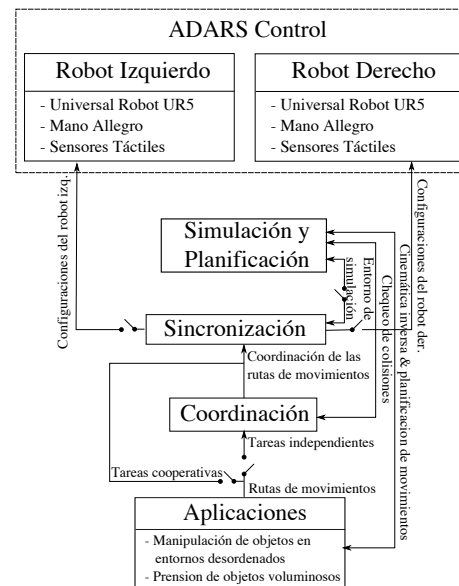 ADARS Control
Robot Izquierdo
- Universal Robot UR5
- Mano Allegro
- Sensores Táctiles
Robot Derecho
- Universal Robot UR5
- Mano Allegro
- Sensores Táctiles
Configuraciones del robot izq.
Configuraciones del robot der.
Simulación y
Planificación
Entorno de
simulación
Chequeo de colisiones
Cinemática inversa & planificacion de movimientos
Sincronización
Coordinación de las
rutas de movimientos
Coordinación
Tareas independientes
Tareas cooperativas
Rutas de movimientos
Aplicaciones
- Manipulación de objetos en
entornos desordenados
- Prension de objetos voluminosos